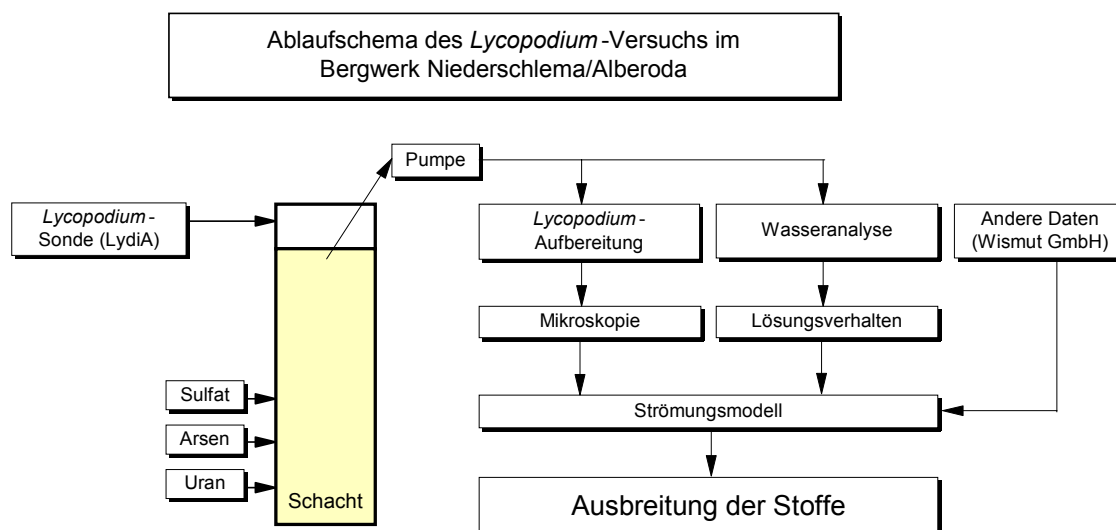 Ablaufschema des Lycopodium-Versuchs im
Bergwerk Niederschlema/Alberoda
Pumpe
Lycopodium-
Sonde (LydiA)
Lycopodium-
Aufbereitung
Wasseranalyse
Andere Daten
(Wismut GmbH)
Mikroskopie
Lösungsverhalten
Sulfat
Arsen
Uran
Schacht
Strömungsmodell
Ausbreitung der Stoffe